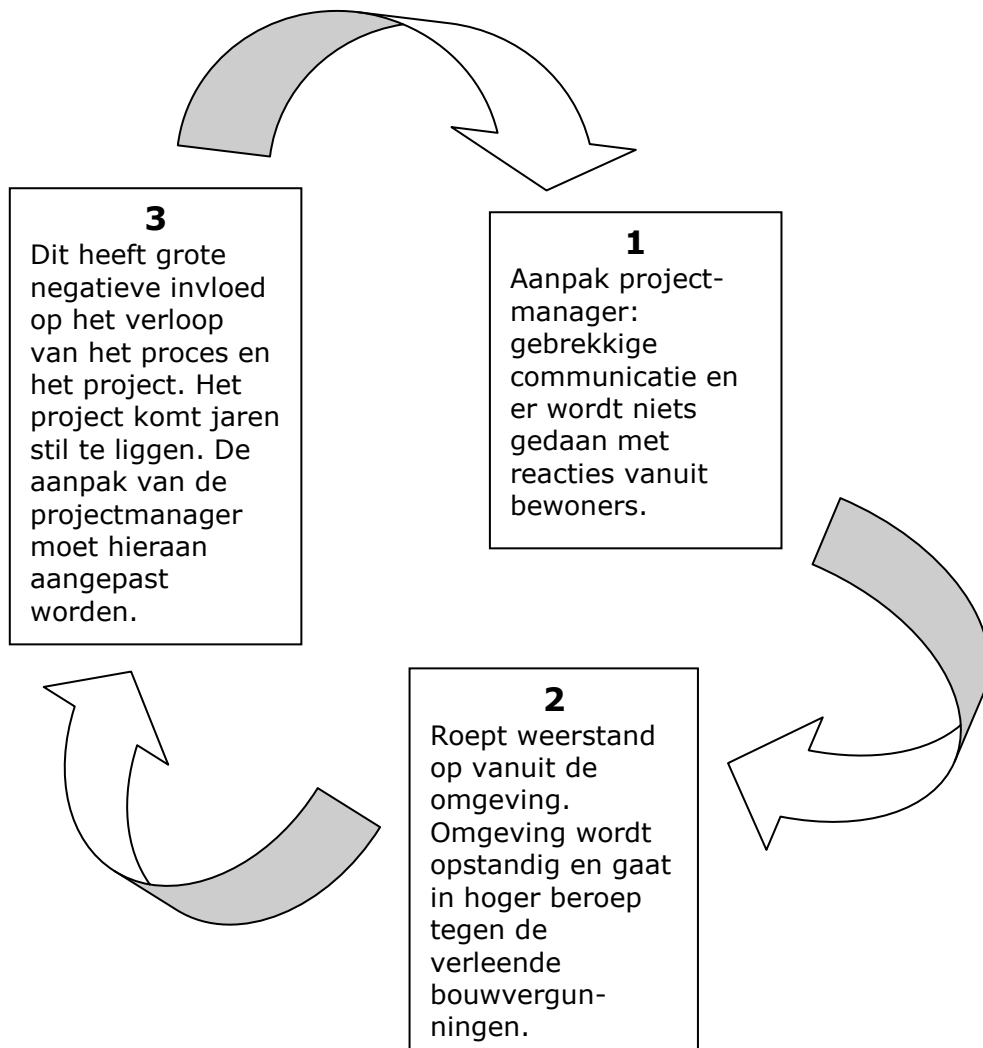 1
Aanpak project-
manager:
gebrekkige
communicatie en
er wordt niets
gedaan met
reacties vanuit
bewoners.
2
Roept weerstand
op vanuit de
omgeving.
Omgeving wordt
opstandig en gaat
in hoger beroep
tegen de
verleende
bouwvergun-
ningen.
3
Dit heeft grote
negatieve invloed
op het verloop
van het proces en
het project. Het
project komt jaren
stil te liggen. De
aanpak van de
projectmanager
moet hieraan
aangepast
worden.